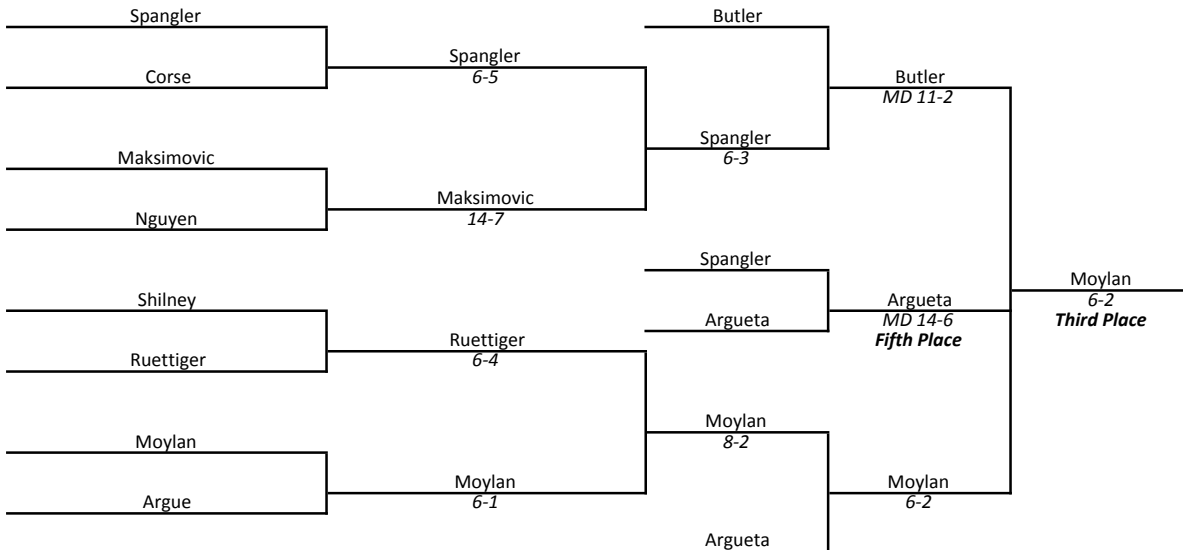 Spangler
Butler
Spangler
6-5
Corse
Butler
MD 11-2
Spangler
6-3
Maksimovic
Maksimovic
14-7
Nguyen
Spangler
Shilney
Argueta
MD 14-6
Fifth Place
Moylan
6-2
Third Place
Argueta
Ruettiger
6-4
Ruettiger
Moylan
8-2
Moylan
Moylan
6-1
Moylan
6-2
Argue
Argueta